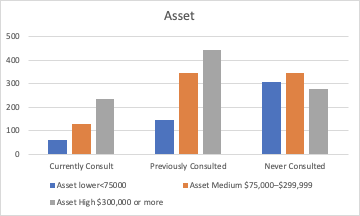 Asset
500
400
300
200
100
0
Currently Consult Previously Consulted Never Consulted
Asset lower<75000 Asset Medium $75,000–$299,999
Asset High $300,000 or more